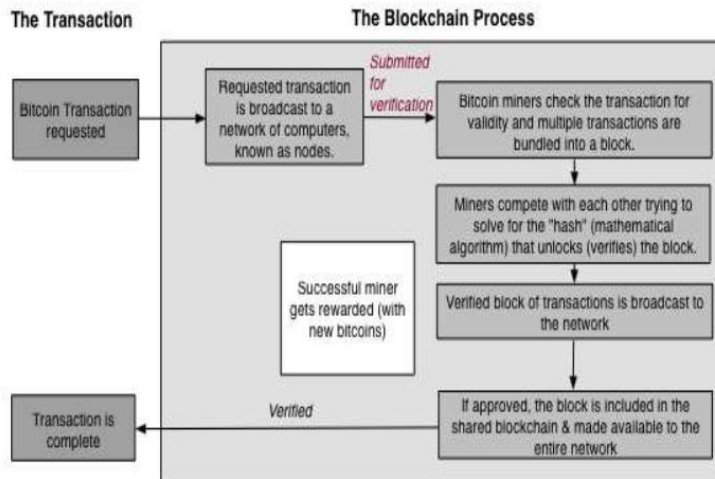 The Transaction
The Blockchain Process
Bitcoin Transaction
requested
Requested transaction
is broadcast to a
network of computers,
known as nodes.
Submitted
for
verification
Bitcoin miners check the transaction for
validity and multiple transactions are
bundled into a block.
Miners compete with each other trying to
solve for the "hash" (mathematical
algorithm) that unlocks (verifies) the block.
Successful miner
gets rewarded (with
new bitcoins)
Verified block of transactions is broadcast to
the network
If approved, the block is included in the
shared blockchain & made available to the
entire network
Verified
Transaction is
complete